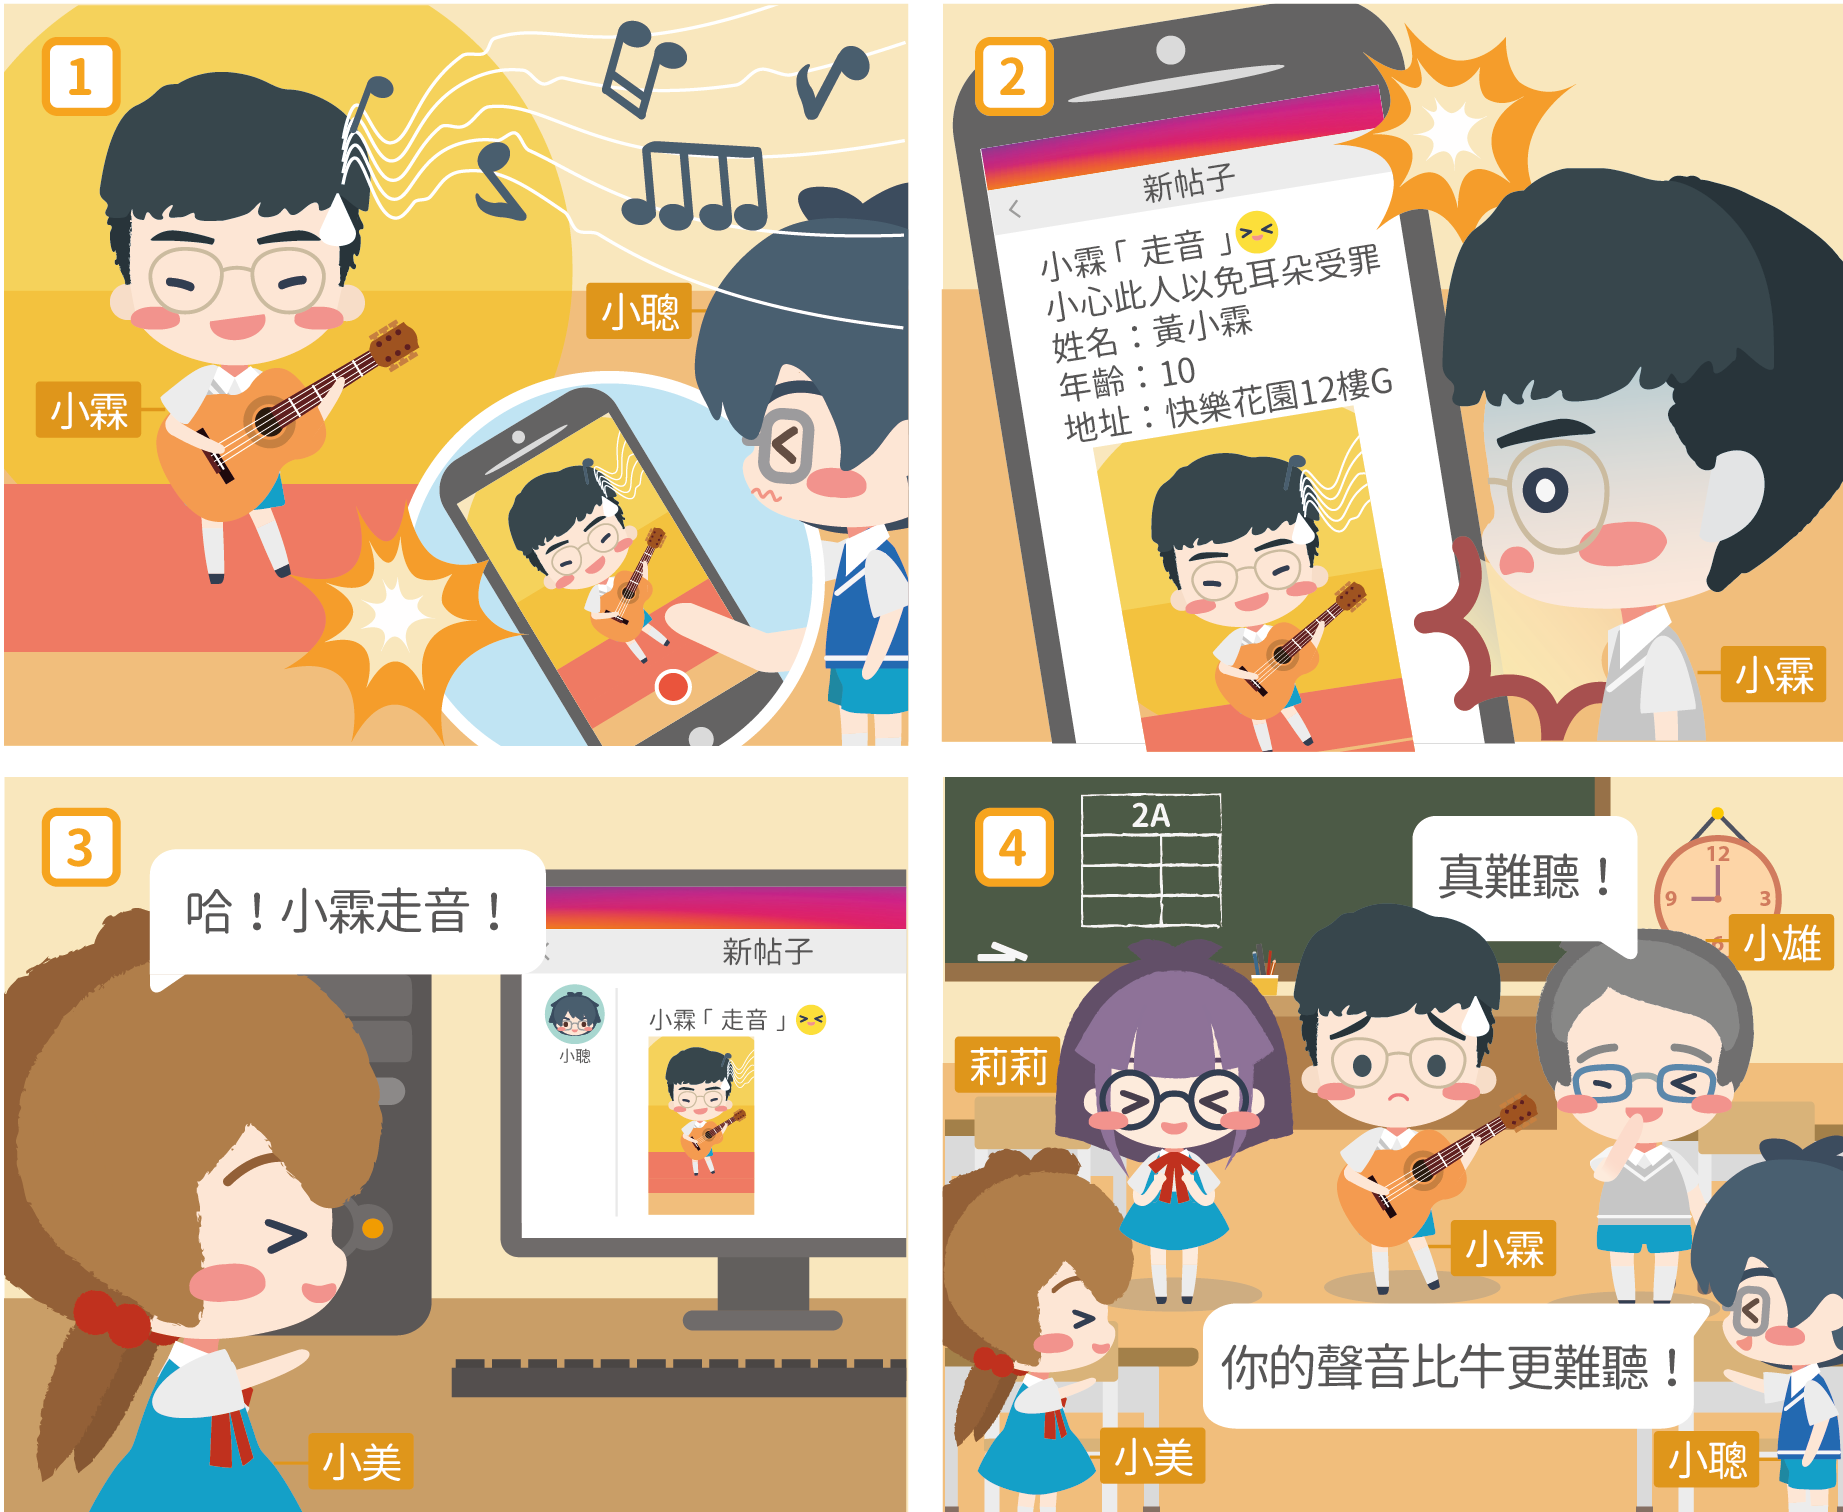 1
小聰
小霖
2
新帖子
小霖「走音」
小心此人以免耳朵受罪
姓名：黃小霖
年齡：10
地址：快樂花園12樓G
小霖
3
哈！小霖走音！
新帖子
小霖「走音」
小聰
小美
4
2A
真難聽！
12
9
3
6
小雄
莉莉
小霖
你的聲音比牛更難聽！
小美
小聰